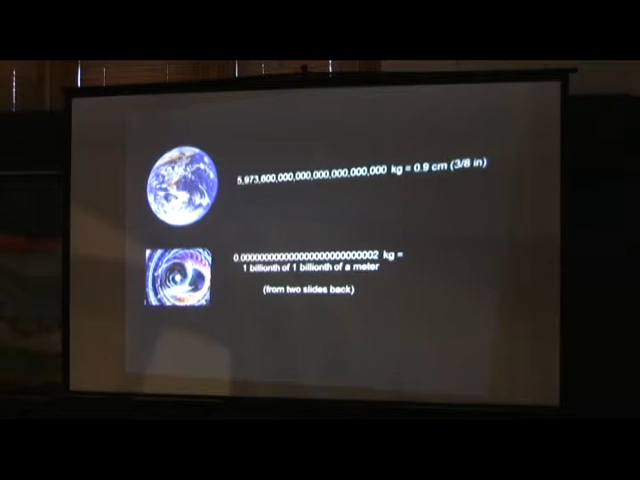 5,973,600,000,000,000,000,000,000 kg = 0.9 cm (3/8 in)
kg =
1 billionth of 1 billionth of a meter
(from two slides back)